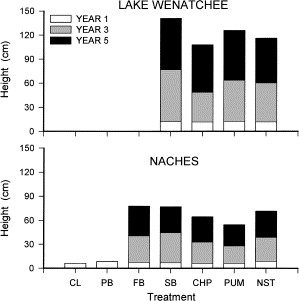 LAKE WENATCHEE
150
120
90
60
30
0
Height (cm)
YEAR 1
YEAR 3
YEAR 5
NACHES
150
120
90
60
30
0
Height (cm)
CL PB FB SB CHP PUM NST
Treatment